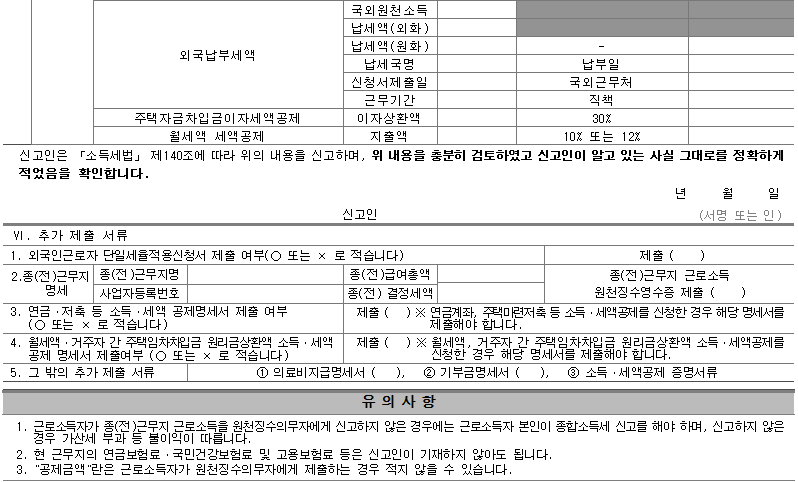 국외원천소득
납세액(외화)
외국납부세액
납세액(원화) -
납세국명 납부일
신청서제출일 국외근무처
근무기간 직책
주택자금차입금이자세액공제 이자상환액 30%
월세액 세액공제 지출액 10% 또는 12%
신고인은 「소득세법」 제140조에 따라 위의 내용을 신고하며, 위 내용을 충분히 검토하였고 신고인이 알고 있는 사실 그대로를 정확하게
적었음을 확인합니다.
년 월 일
신고인 (서명 또는 인)
Ⅵ. 추가 제출 서류
1. 외국인근로자 단일세율적용신청서 제출 여부(○ 또는 × 로 적습니다) 제출 ( )
2.종(전)근무지 명세
종(전)근무지명 종(전)급여총액
사업자등록번호 종(전) 결정세액
종(전)근무지 근로소득
원천징수영수증 제출 ( )
3. 연금·저축 등 소득·세액 공제명세서 제출 여부
(○ 또는 × 로 적습니다)
제출 ( ) ※ 연금계좌, 주택마련저축 등 소득·세액공제를 신청한 경우 해당 명세서를
제출해야 합니다.
4. 월세액·거주자 간 주택임차차입금 원리금상환액 소득·세액
공제 명세서 제출여부 (○ 또는 × 로 적습니다)
제출 ( ) ※ 월세액, 거주자 간 주택임차차입금 원리금상환액 소득·세액공제를
신청한 경우 해당 명세서를 제출해야 합니다.
5. 그 밖의 추가 제출 서류 ① 의료비지급명세서 ( ), ② 기부금명세서 ( ), ③ 소득·세액공제 증명서류
유 의 사 항
1. 근로소득자가 종(전)근무지 근로소득을 원천징수의무자에게 신고하지 않은 경우에는 근로소득자 본인이 종합소득세 신고를 해야 하며, 신고하지 않은
경우 가산세 부과 등 불이익이 따릅니다.
2. 현 근무지의 연금보험료·국민건강보험료 및 고용보험료 등은 신고인이 기재하지 않아도 됩니다.
3. "공제금액"란은 근로소득자가 원천징수의무자에게 제출하는 경우 적지 않을 수 있습니다.